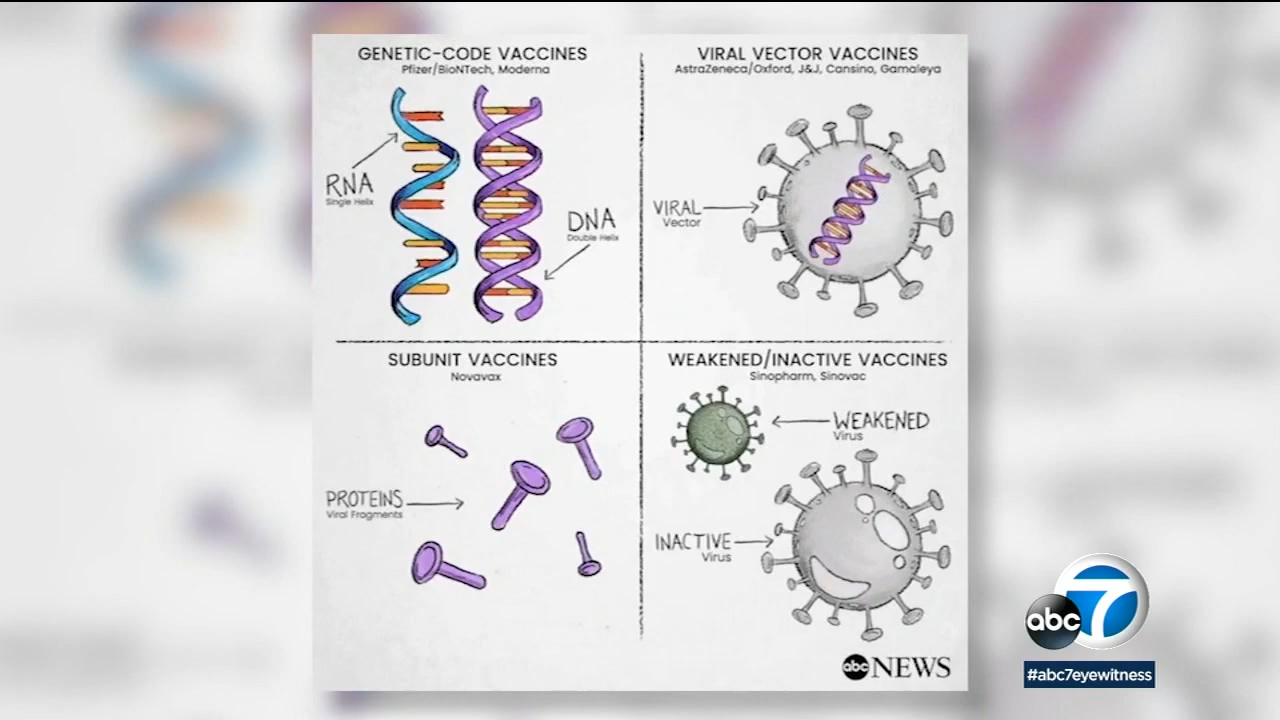 GENETIC-CODE VACCINES
Pfizer/BioNTech, Moderna
RNA
Single Helix
DNA
Double Helix
VIRAL VECTOR VACCINES
AstraZeneca/Oxford, J&J, Cansino, Gamaleya
VIRAL
Vector
SUBUNIT VACCINES
Novavax
PROTEINS
Viral Fragments
WEAKENED/INACTIVE VACCINES
Sinopharm, Sinovac
WEAKENED
Virus
INACTIVE
Virus
abc NEWS
abc 7
#abc7eyewitness